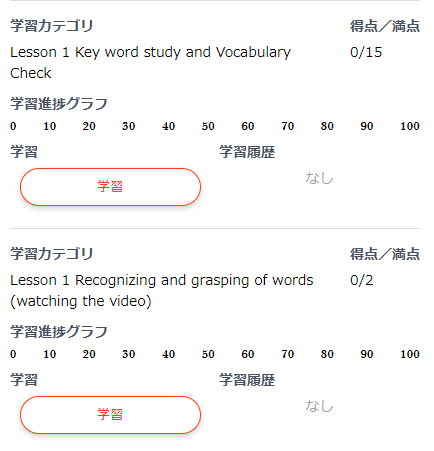 学習カテゴリ 得点／満点
Lesson 1 Key word study and Vocabulary 0/15
Check
学習進捗グラフ
0 10 20 30 40 50 60 70 80 90 100
学習 学習履歴
学習 なし
学習カテゴリ 得点／満点
Lesson 1 Recognizing and grasping of words 0/2
(watching the video)
学習進捗グラフ
0 10 20 30 40 50 60 70 80 90 100
学習 学習履歴
学習 なし